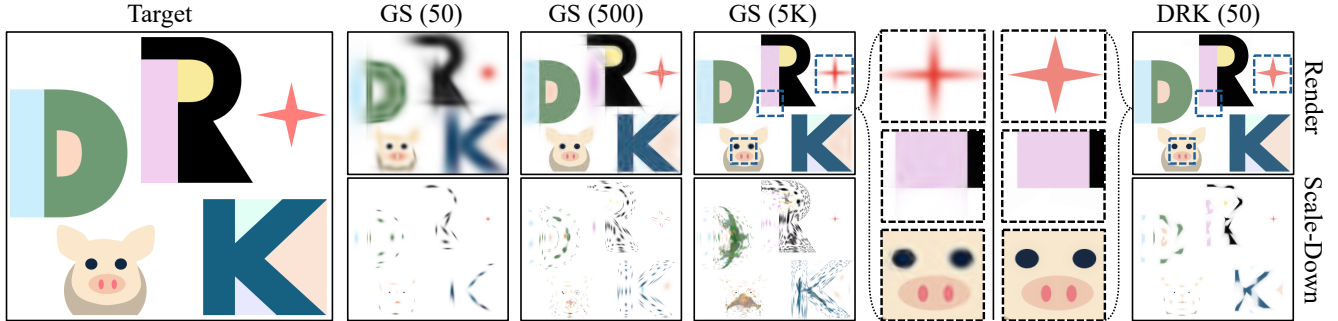 Target
GS (50)
GS (500)
GS (5K)
DRK (50)
Render
Scale-Down
D
R
K